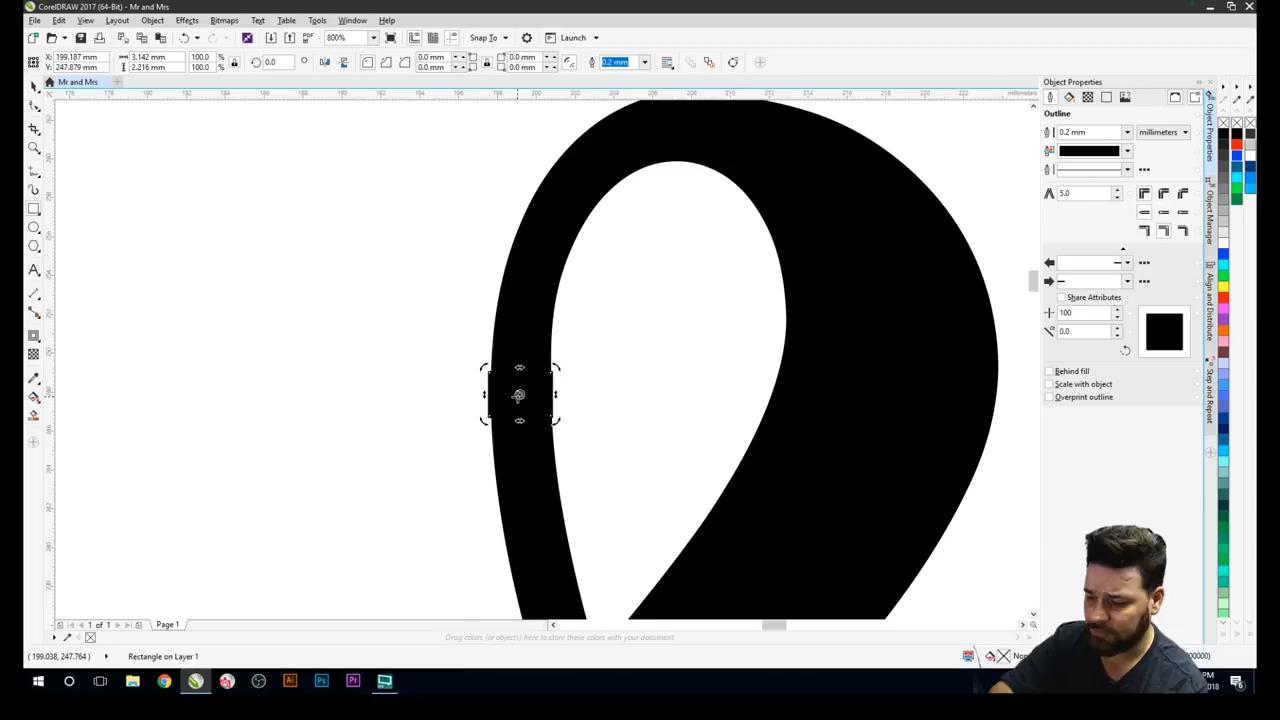 CorelDRAW 2017 (64-Bit) - Mr and Mrs
File Edit View Layout Object Effects Bitmaps Text Table Tools Window Help
PDF 800% Snap To Launch
X: 199.187 mm 3.142 mm 100.0 % 0.0 0.0 mm 0.0 mm 0.2 mm
Y: 247.879 mm 2.216 mm 100.0 % 0.0 mm 0.0 mm
Mr and Mrs
millimeters
Object Properties
Outline
0.2 mm millimeters
5.0
Share Attributes
100
0.0
Behind fill
Scale with object
Overprint outline
Object Properties
Object Manager
Align and Distribute
Step and Repeat
1 of 1 Page 1
Drag colors (or objects) here to store these colors with your document
( 199.038, 247.764 ) Rectangle on Layer 1
Ai Ps Pr